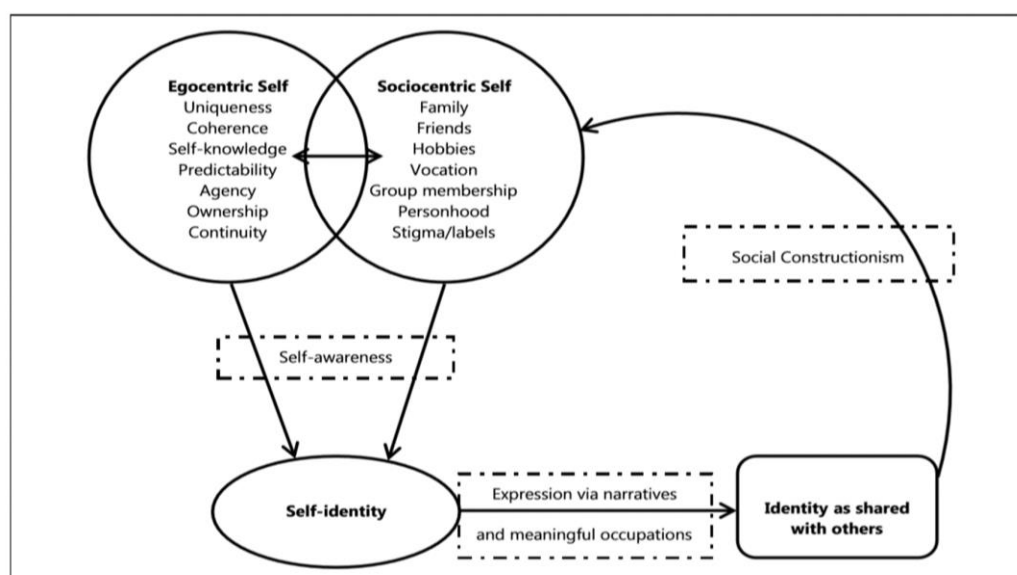 Egocentric Self
Uniqueness
Coherence
Self-knowledge
Predictability
Agency
Ownership
Continuity
Sociocentric Self
Family
Friends
Hobbies
Vocation
Group membership
Personhood
Stigma/labels
Social Constructionism
Self-awareness
Self-identity
Expression via narratives
and meaningful occupations
Identity as shared
with others